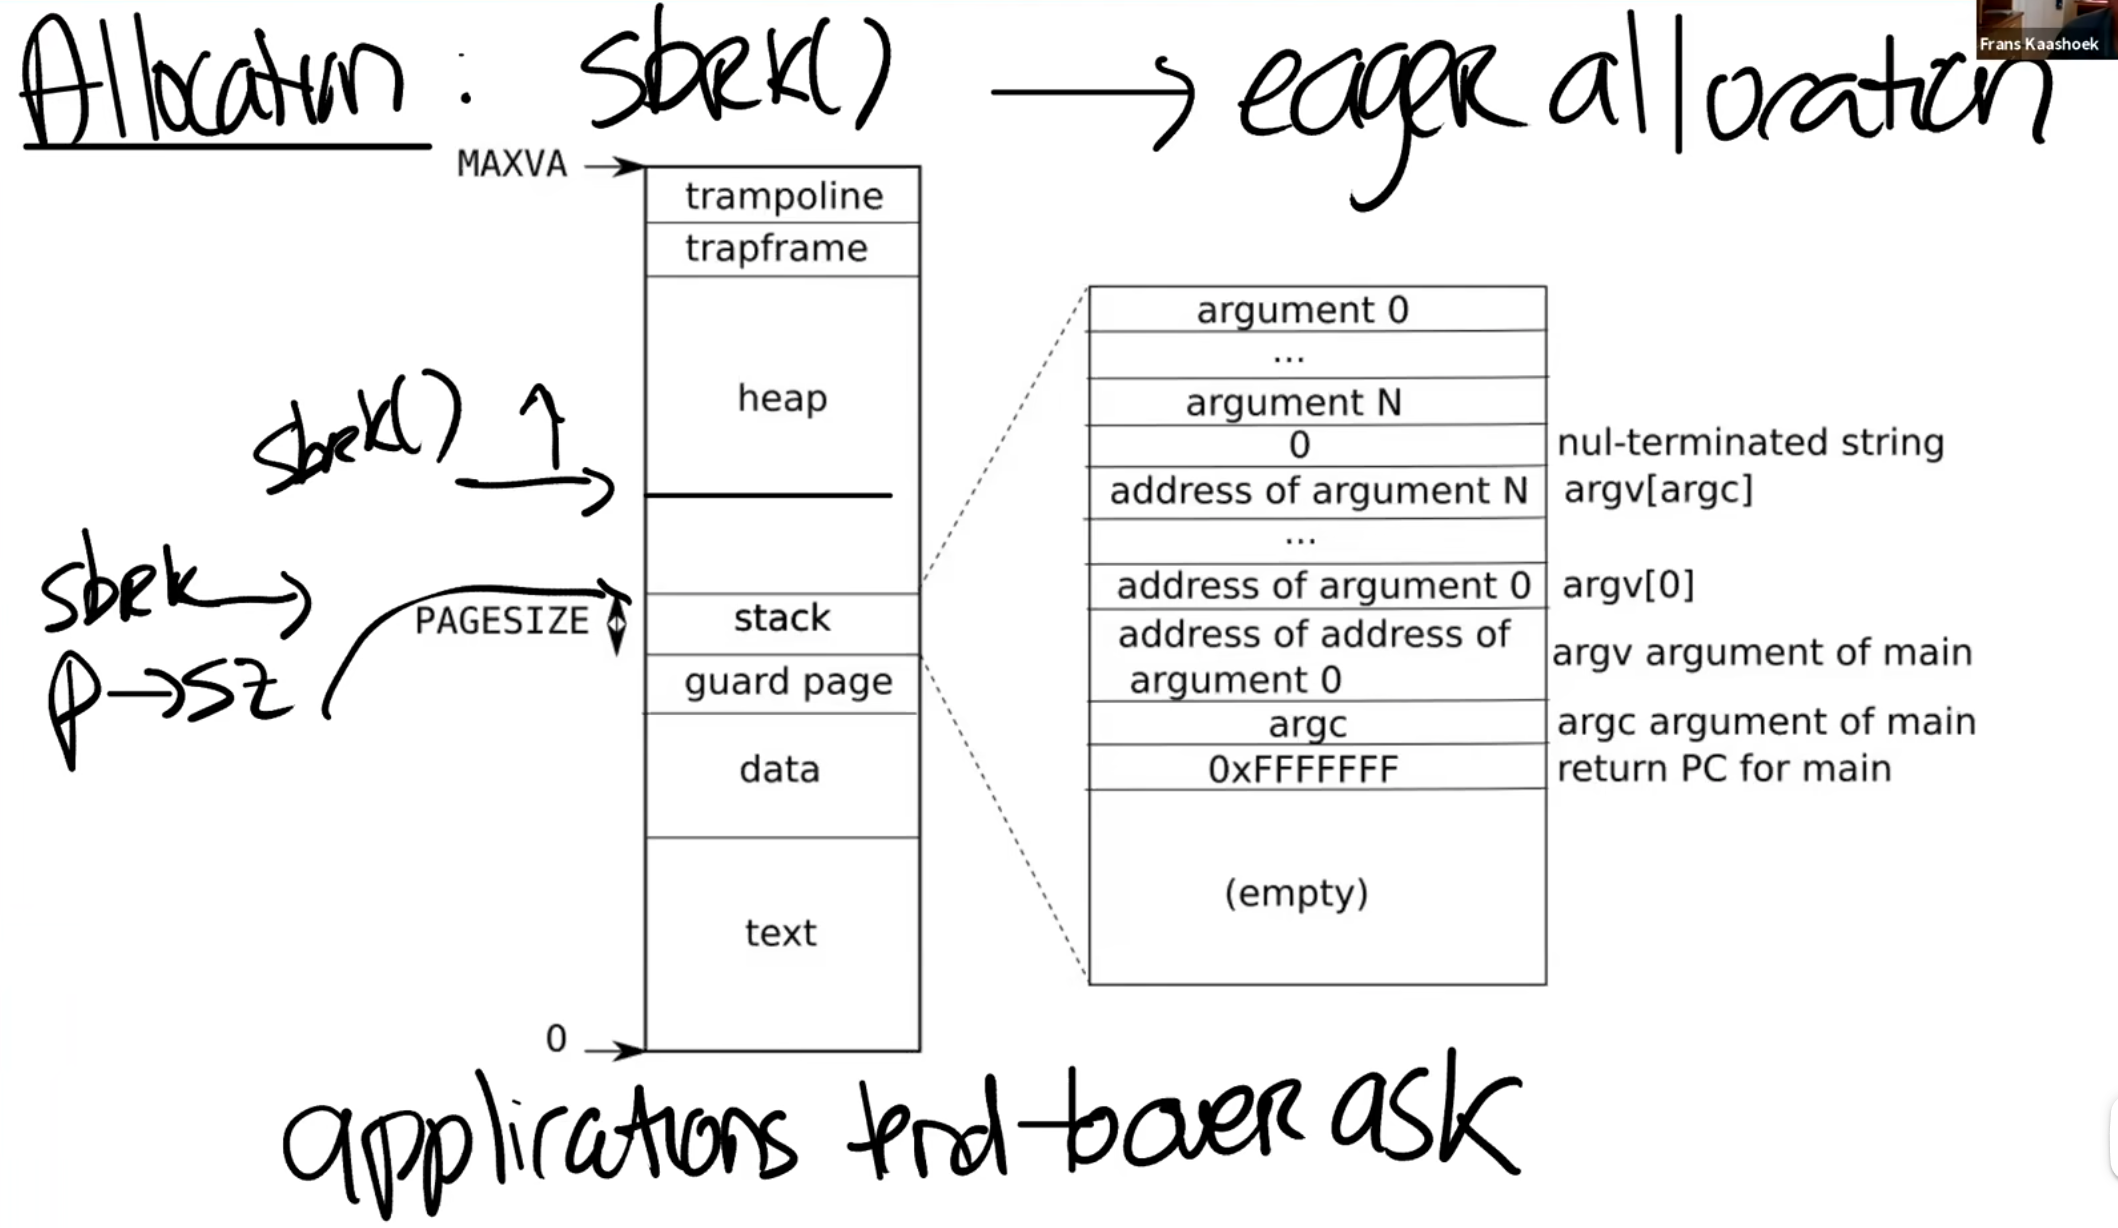 Allocation : sbrk() → eager allocation
Frans Kaashoek
MAXVA
trampoline
trapframe
heap
sbrk() ↑
sbrk →
PAGESIZE
p→sz
stack
guard page
data
text
0
argument 0
...
argument N
0 nul-terminated string
address of argument N argv[argc]
...
address of argument 0 argv[0]
address of address of
argument 0 argv argument of main
argc argc argument of main
0xFFFFFFF return PC for main
(empty)
applications tend to over ask